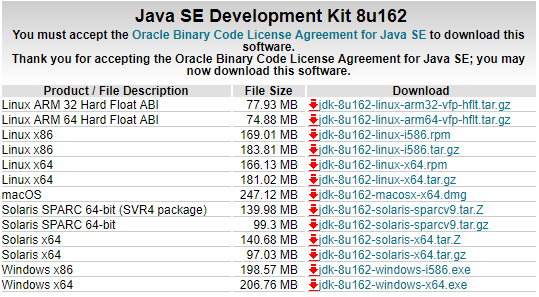 Java SE Development Kit 8u162
You must accept the Oracle Binary Code License Agreement for Java SE to download this
software.
Thank you for accepting the Oracle Binary Code License Agreement for Java SE; you may
now download this software.
Product / File Description File Size Download
Linux ARM 32 Hard Float ABI 77.93 MB jdk-8u162-linux-arm32-vfp-hflt.tar.gz
Linux ARM 64 Hard Float ABI 74.88 MB jdk-8u162-linux-arm64-vfp-hflt.tar.gz
Linux x86 169.01 MB jdk-8u162-linux-i586.rpm
Linux x86 183.81 MB jdk-8u162-linux-i586.tar.gz
Linux x64 166.13 MB jdk-8u162-linux-x64.rpm
Linux x64 181.02 MB jdk-8u162-linux-x64.tar.gz
macOS 247.12 MB jdk-8u162-macosx-x64.dmg
Solaris SPARC 64-bit (SVR4 package) 139.98 MB jdk-8u162-solaris-sparcv9.tar.Z
Solaris SPARC 64-bit 99.3 MB jdk-8u162-solaris-sparcv9.tar.gz
Solaris x64 140.68 MB jdk-8u162-solaris-x64.tar.Z
Solaris x64 97.03 MB jdk-8u162-solaris-x64.tar.gz
Windows x86 198.57 MB jdk-8u162-windows-i586.exe
Windows x64 206.76 MB jdk-8u162-windows-x64.exe